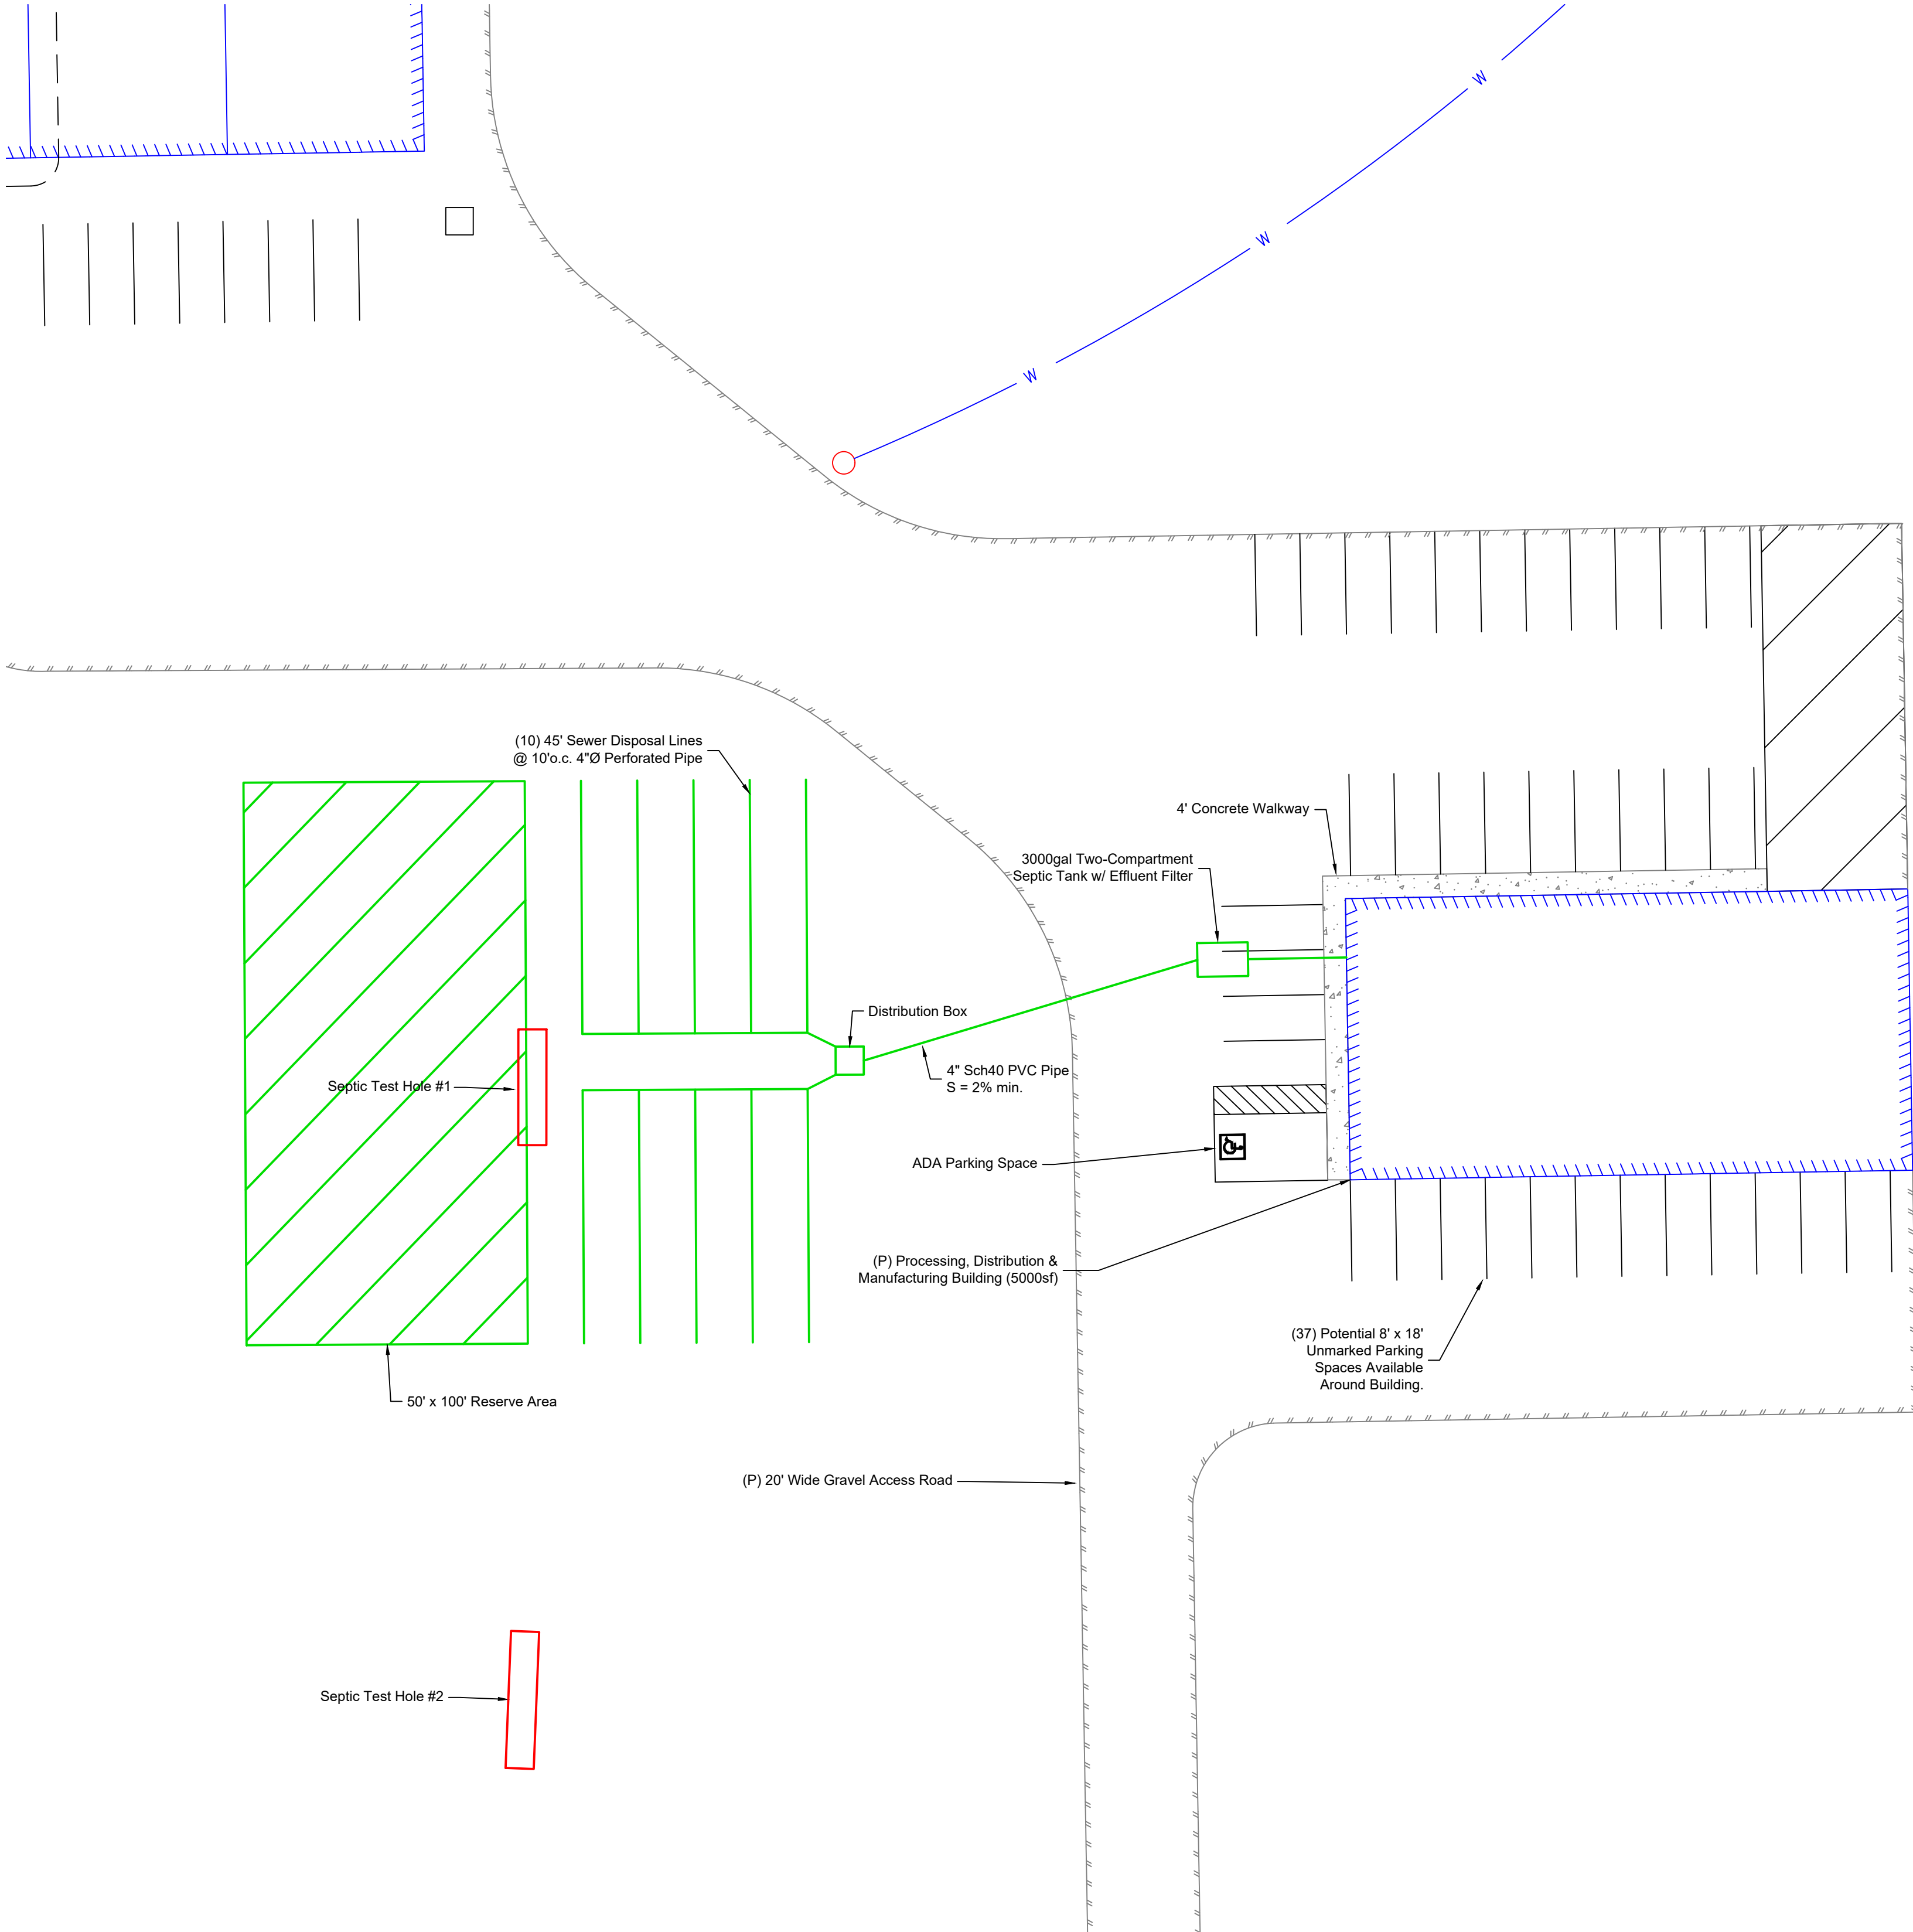 W
W
W
(10) 45' Sewer Disposal Lines
@ 10'o.c. 4"Ø Perforated Pipe
4' Concrete Walkway
3000gal Two-Compartment
Septic Tank w/ Effluent Filter
Distribution Box
4" Sch40 PVC Pipe
S = 2% min.
Septic Test Hole #1
ADA Parking Space
(P) Processing, Distribution &
Manufacturing Building (5000sf)
(37) Potential 8' x 18'
Unmarked Parking
Spaces Available
Around Building.
50' x 100' Reserve Area
(P) 20' Wide Gravel Access Road
Septic Test Hole #2